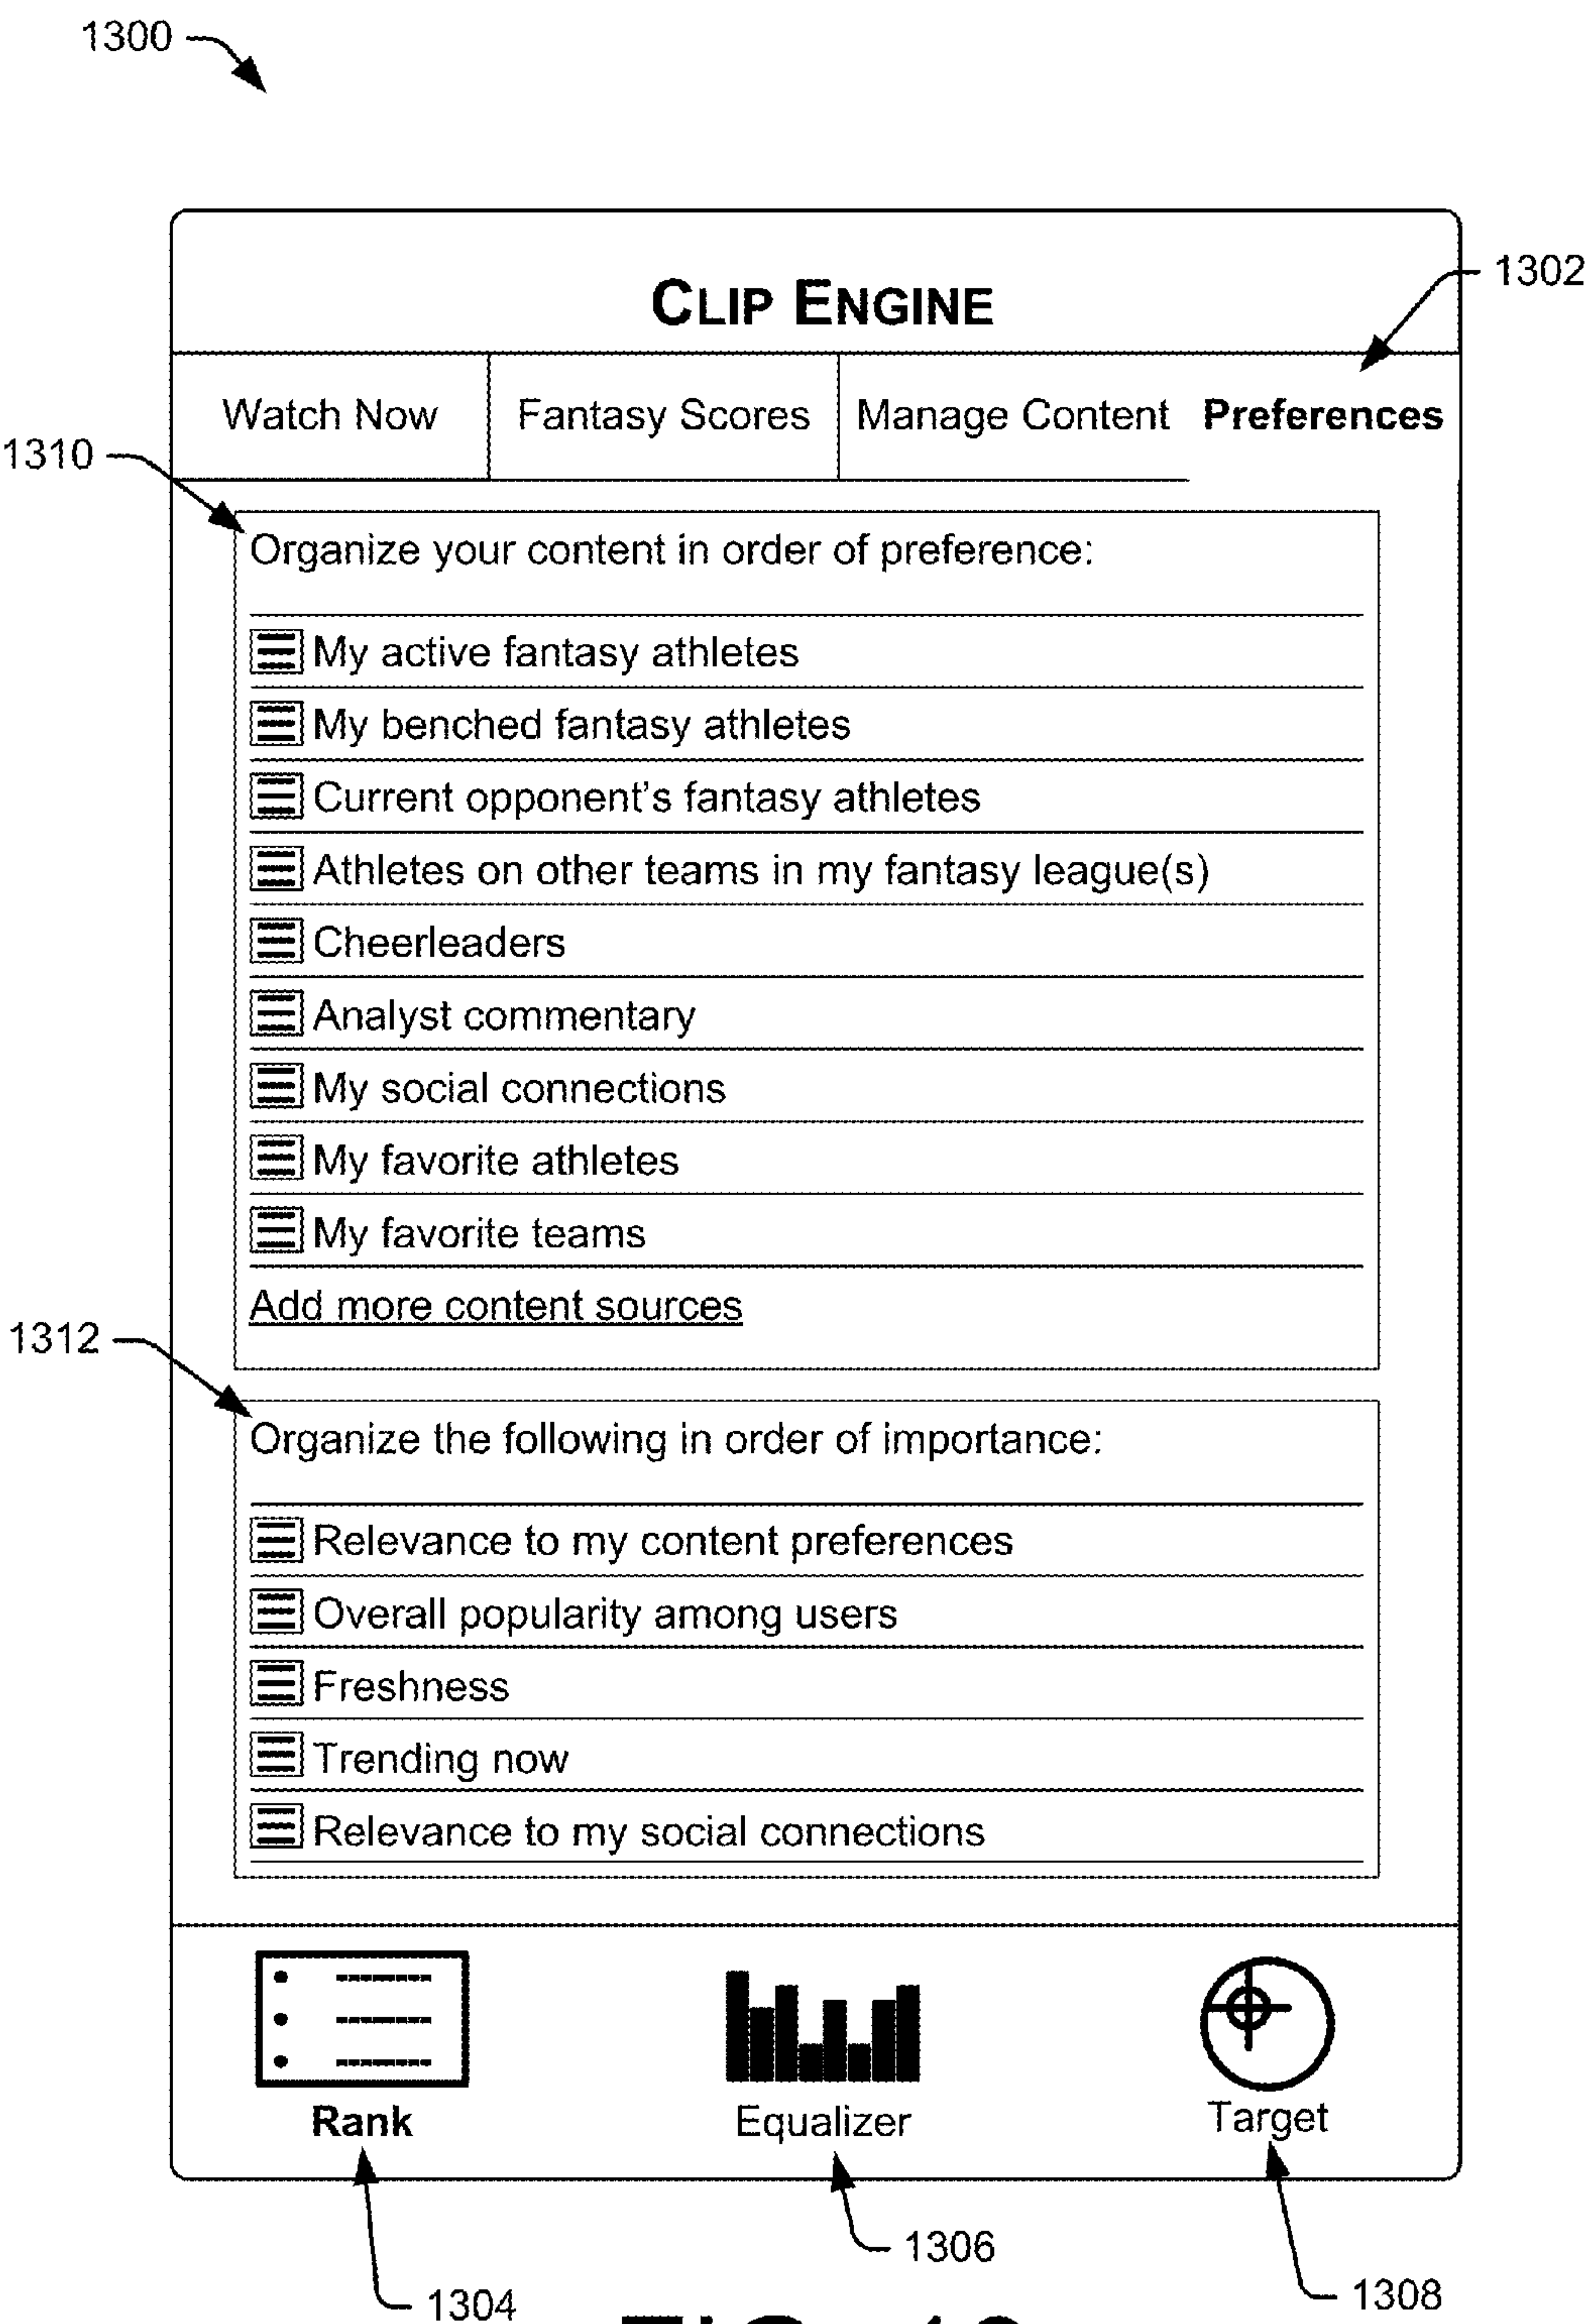 1300
CLIP ENGINE
1302
Watch Now Fantasy Scores Manage Content Preferences
1310
Organize your content in order of preference:
My active fantasy athletes
My benched fantasy athletes
Current opponent's fantasy athletes
Athletes on other teams in my fantasy league(s)
Cheerleaders
Analyst commentary
My social connections
My favorite athletes
My favorite teams
Add more content sources
1312
Organize the following in order of importance:
Relevance to my content preferences
Overall popularity among users
Freshness
Trending now
Relevance to my social connections
Rank Equalizer Target
1306
1304 1308